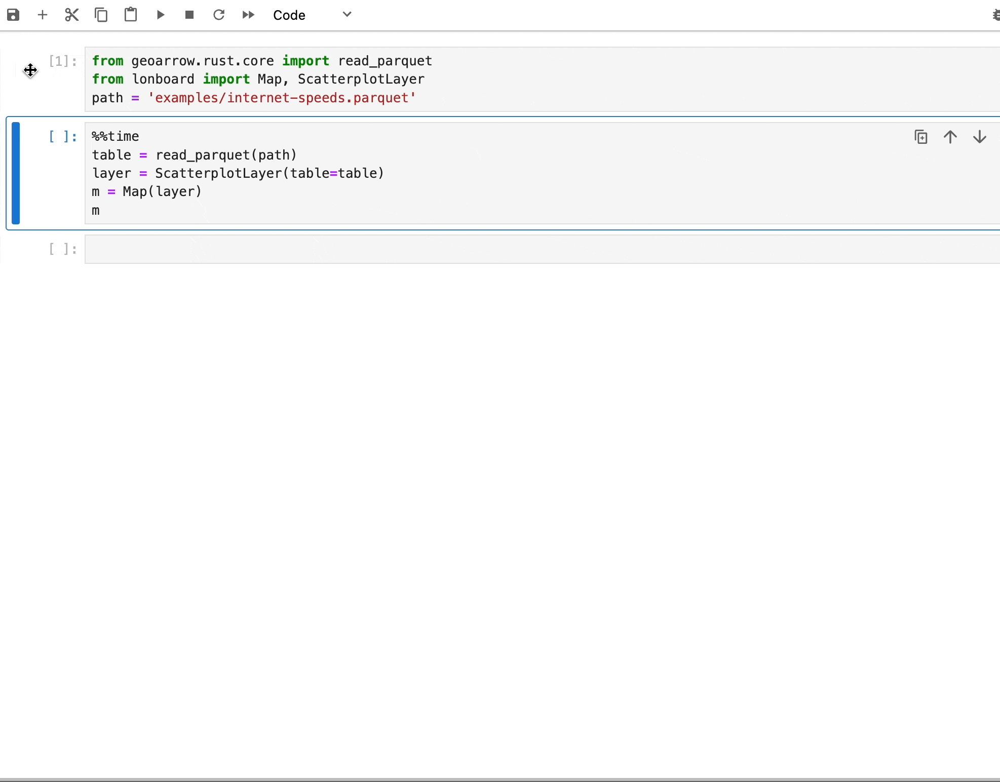 Code
[1]:
from geoarrow.rust.core import read_parquet
from lonboard import Map, ScatterplotLayer
path = 'examples/internet-speeds.parquet'
[ ]:
%%time
table = read_parquet(path)
layer = ScatterplotLayer(table=table)
m = Map(layer)
m
[ ]: